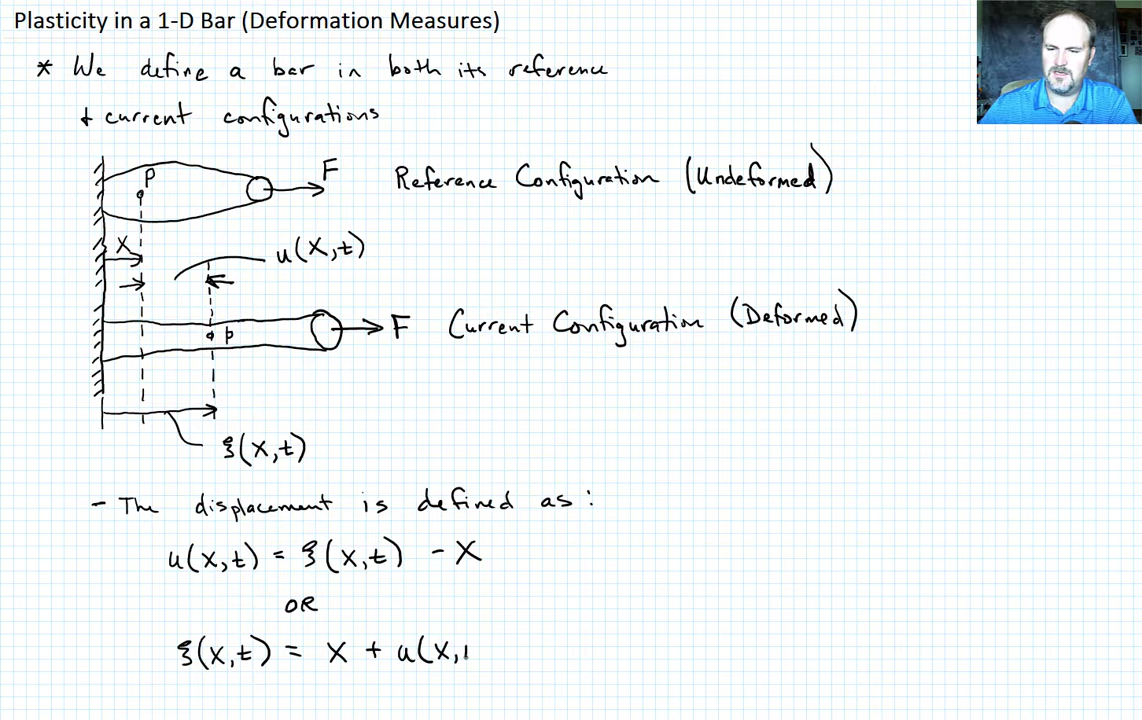 Plasticity in a 1-D Bar (Deformation Measures)
* We define a bar in both its reference
+ current configurations
P
F
Reference Configuration (Undeformed)
X
u(X,t)
P
F
Current Configuration (Deformed)
ξ(X,t)
- The displacement is defined as:
u(X,t) = ξ(X,t) - X
OR
ξ(X,t) = X + u(X,